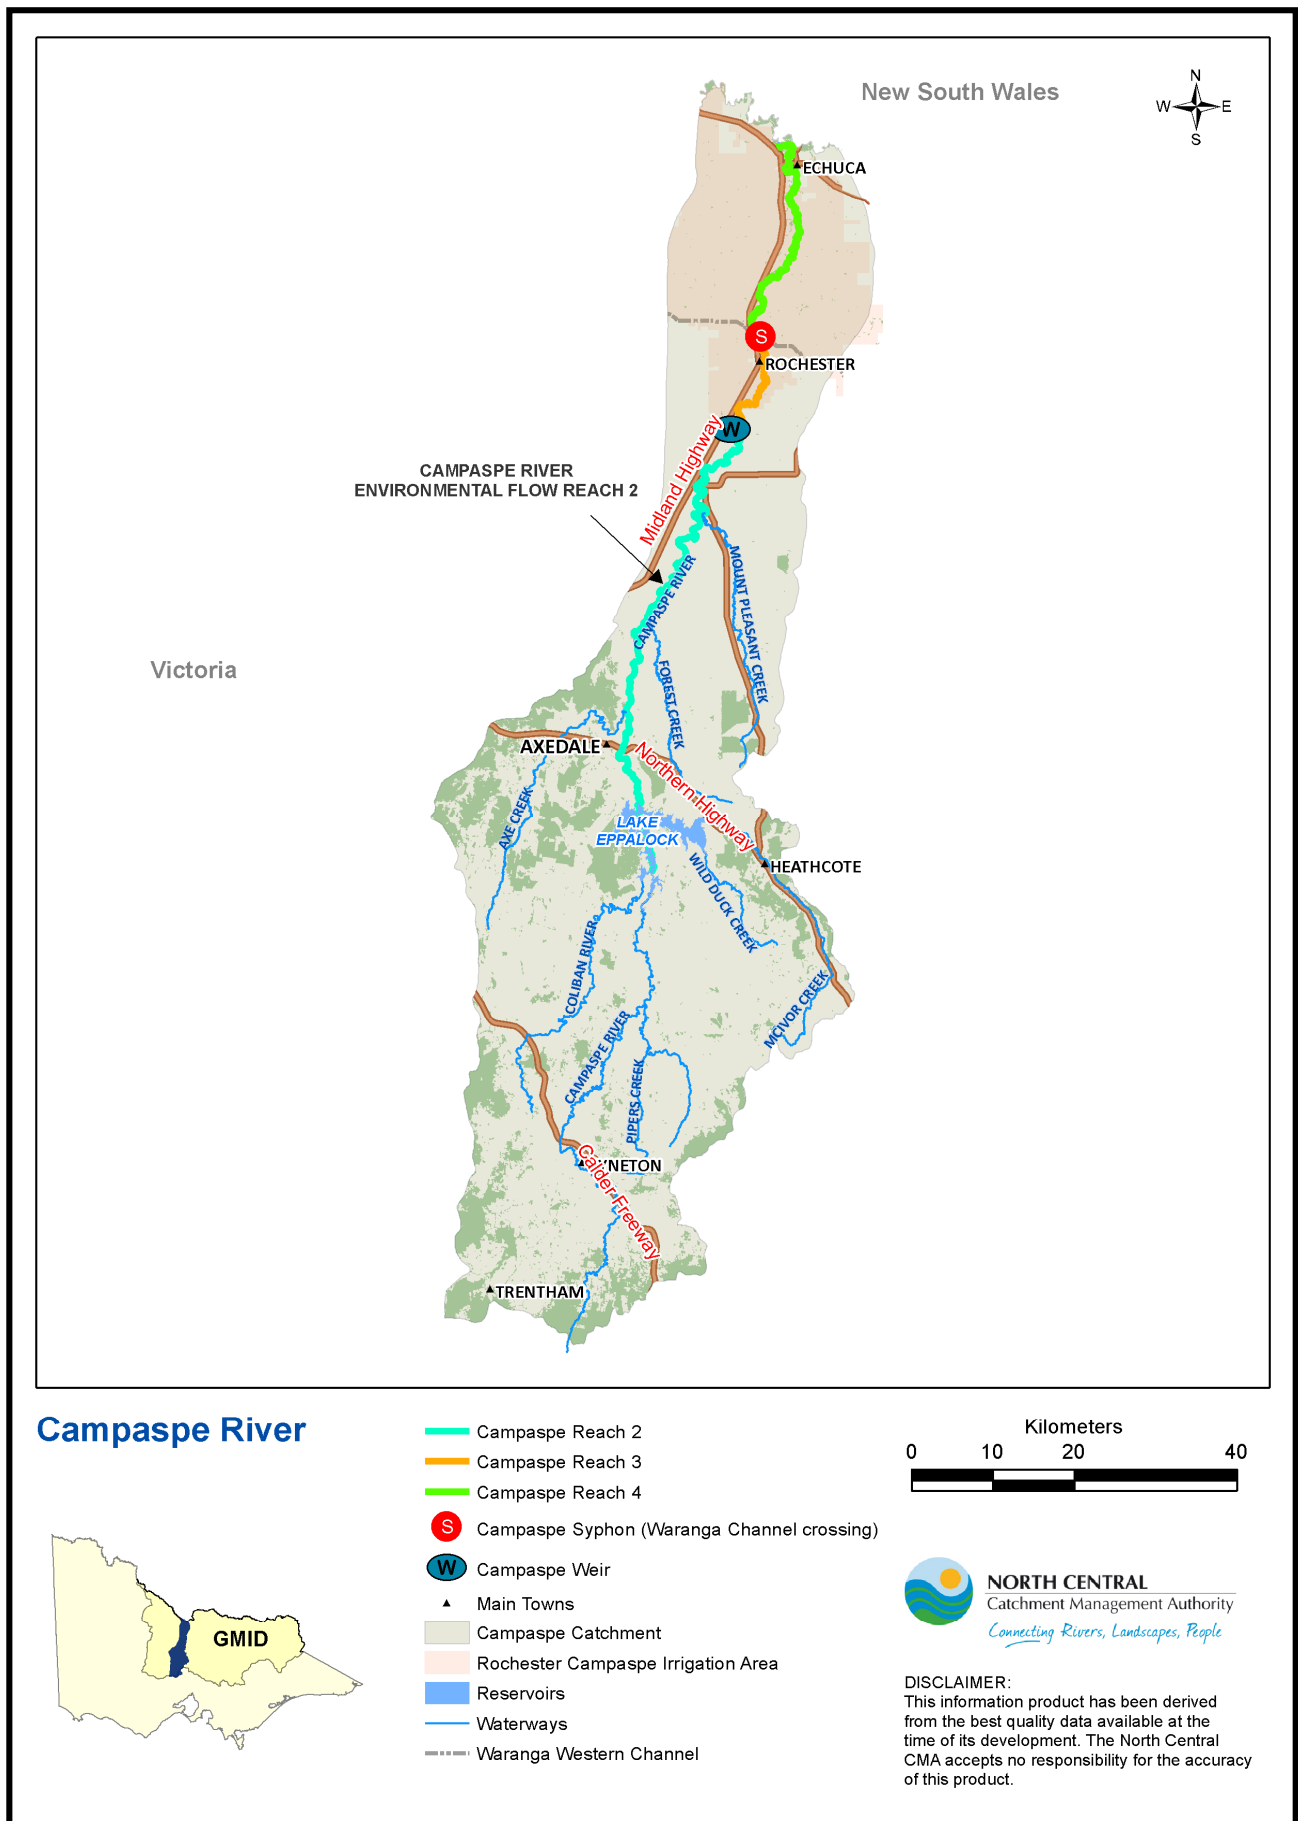 New South Wales
N
W E
S
ECHUCA
S
ROCHESTER
W
Midland Highway
CAMPASPE RIVER
ENVIRONMENTAL FLOW REACH 2
CAMPASPE RIVER
MOUNT PLEASANT CREEK
Victoria
FOREST CREEK
AXEDALE
Northern Highway
AXE CREEK
LAKE
EPPALOCK
HEATHCOTE
WILD DUCK CREEK
COLIBAN RIVER
MCIVOR CREEK
CAMPASPE RIVER
PIPERS CREEK
NETON
Calder Freeway
TRENTHAM
Campaspe River
Campaspe Reach 2
Campaspe Reach 3
Campaspe Reach 4
S Campaspe Syphon (Waranga Channel crossing)
W Campaspe Weir
Main Towns
Campaspe Catchment
Rochester Campaspe Irrigation Area
Reservoirs
Waterways
Waranga Western Channel
Kilometers
0 10 20 40
GMID
NORTH CENTRAL
Catchment Management Authority
Connecting Rivers, Landscapes, People
DISCLAIMER:
This information product has been derived
from the best quality data available at the
time of its development. The North Central
CMA accepts no responsibility for the accuracy
of this product.